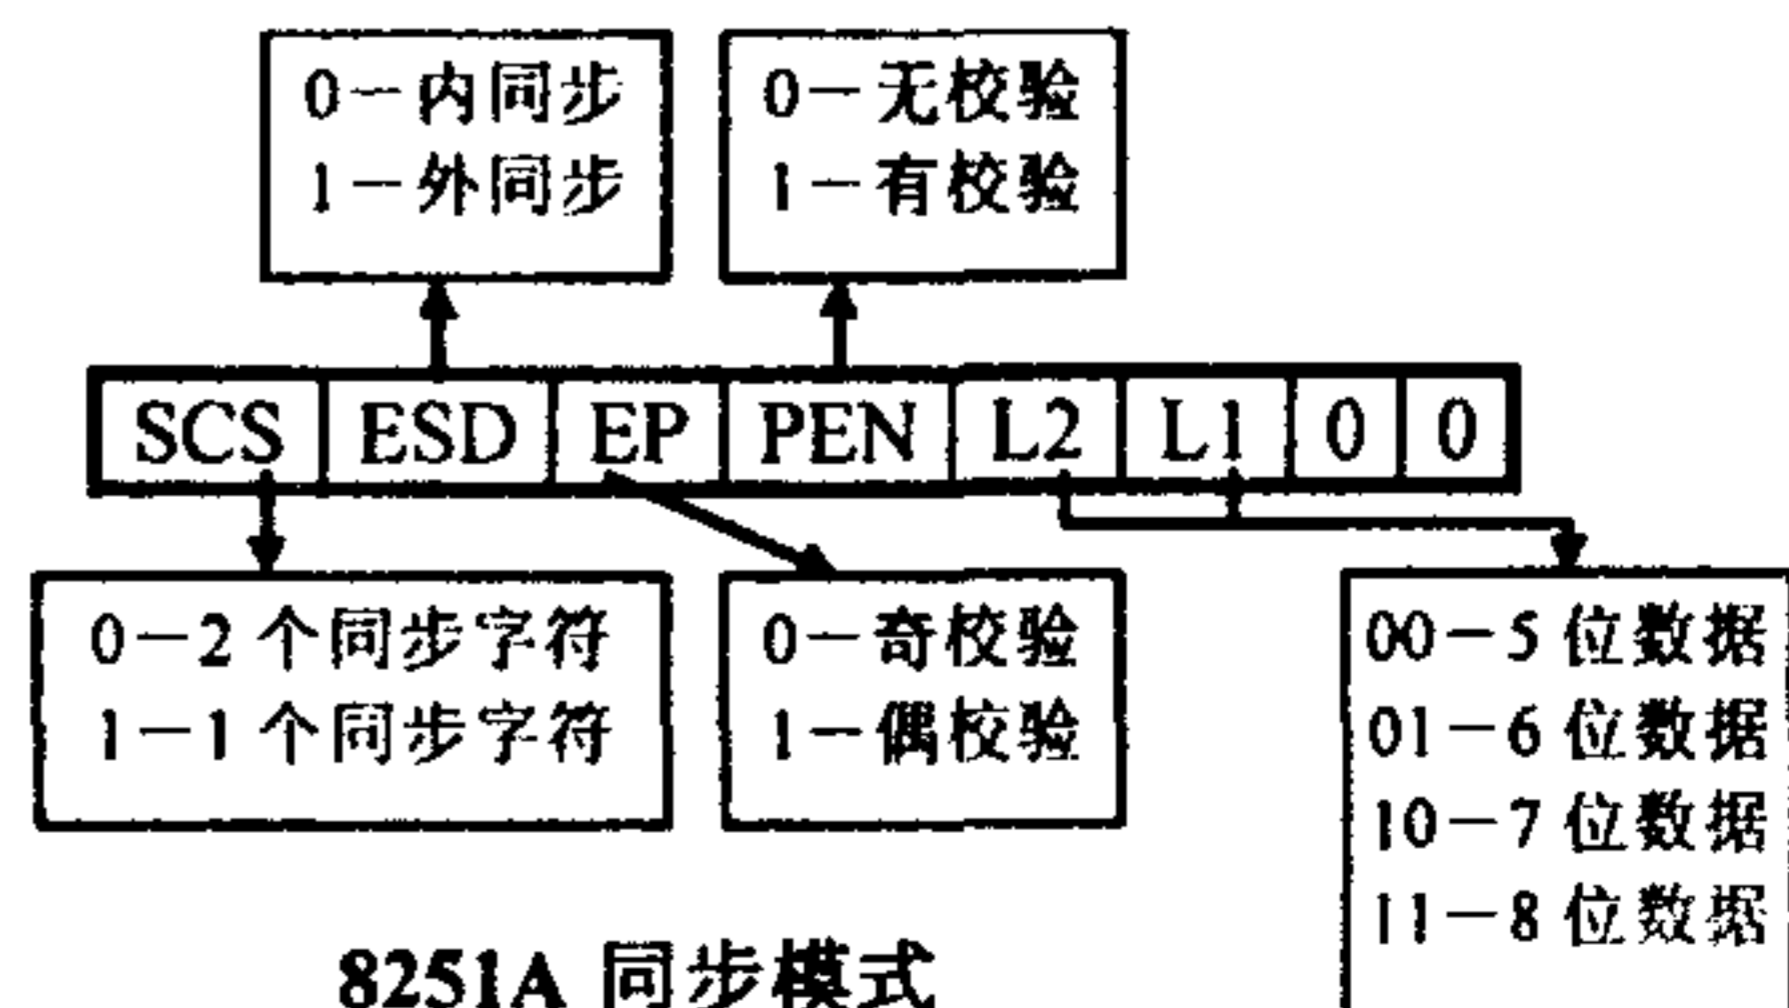 0－内同步
1－外同步
0－无校验
1－有校验
SCS ESD EP PEN L2 L1 0 0
0－2 个同步字符
1－1 个同步字符
0－奇校验
1－偶校验
00－5 位数据
01－6 位数据
10－7 位数据
11－8 位数据
8251A 同步模式